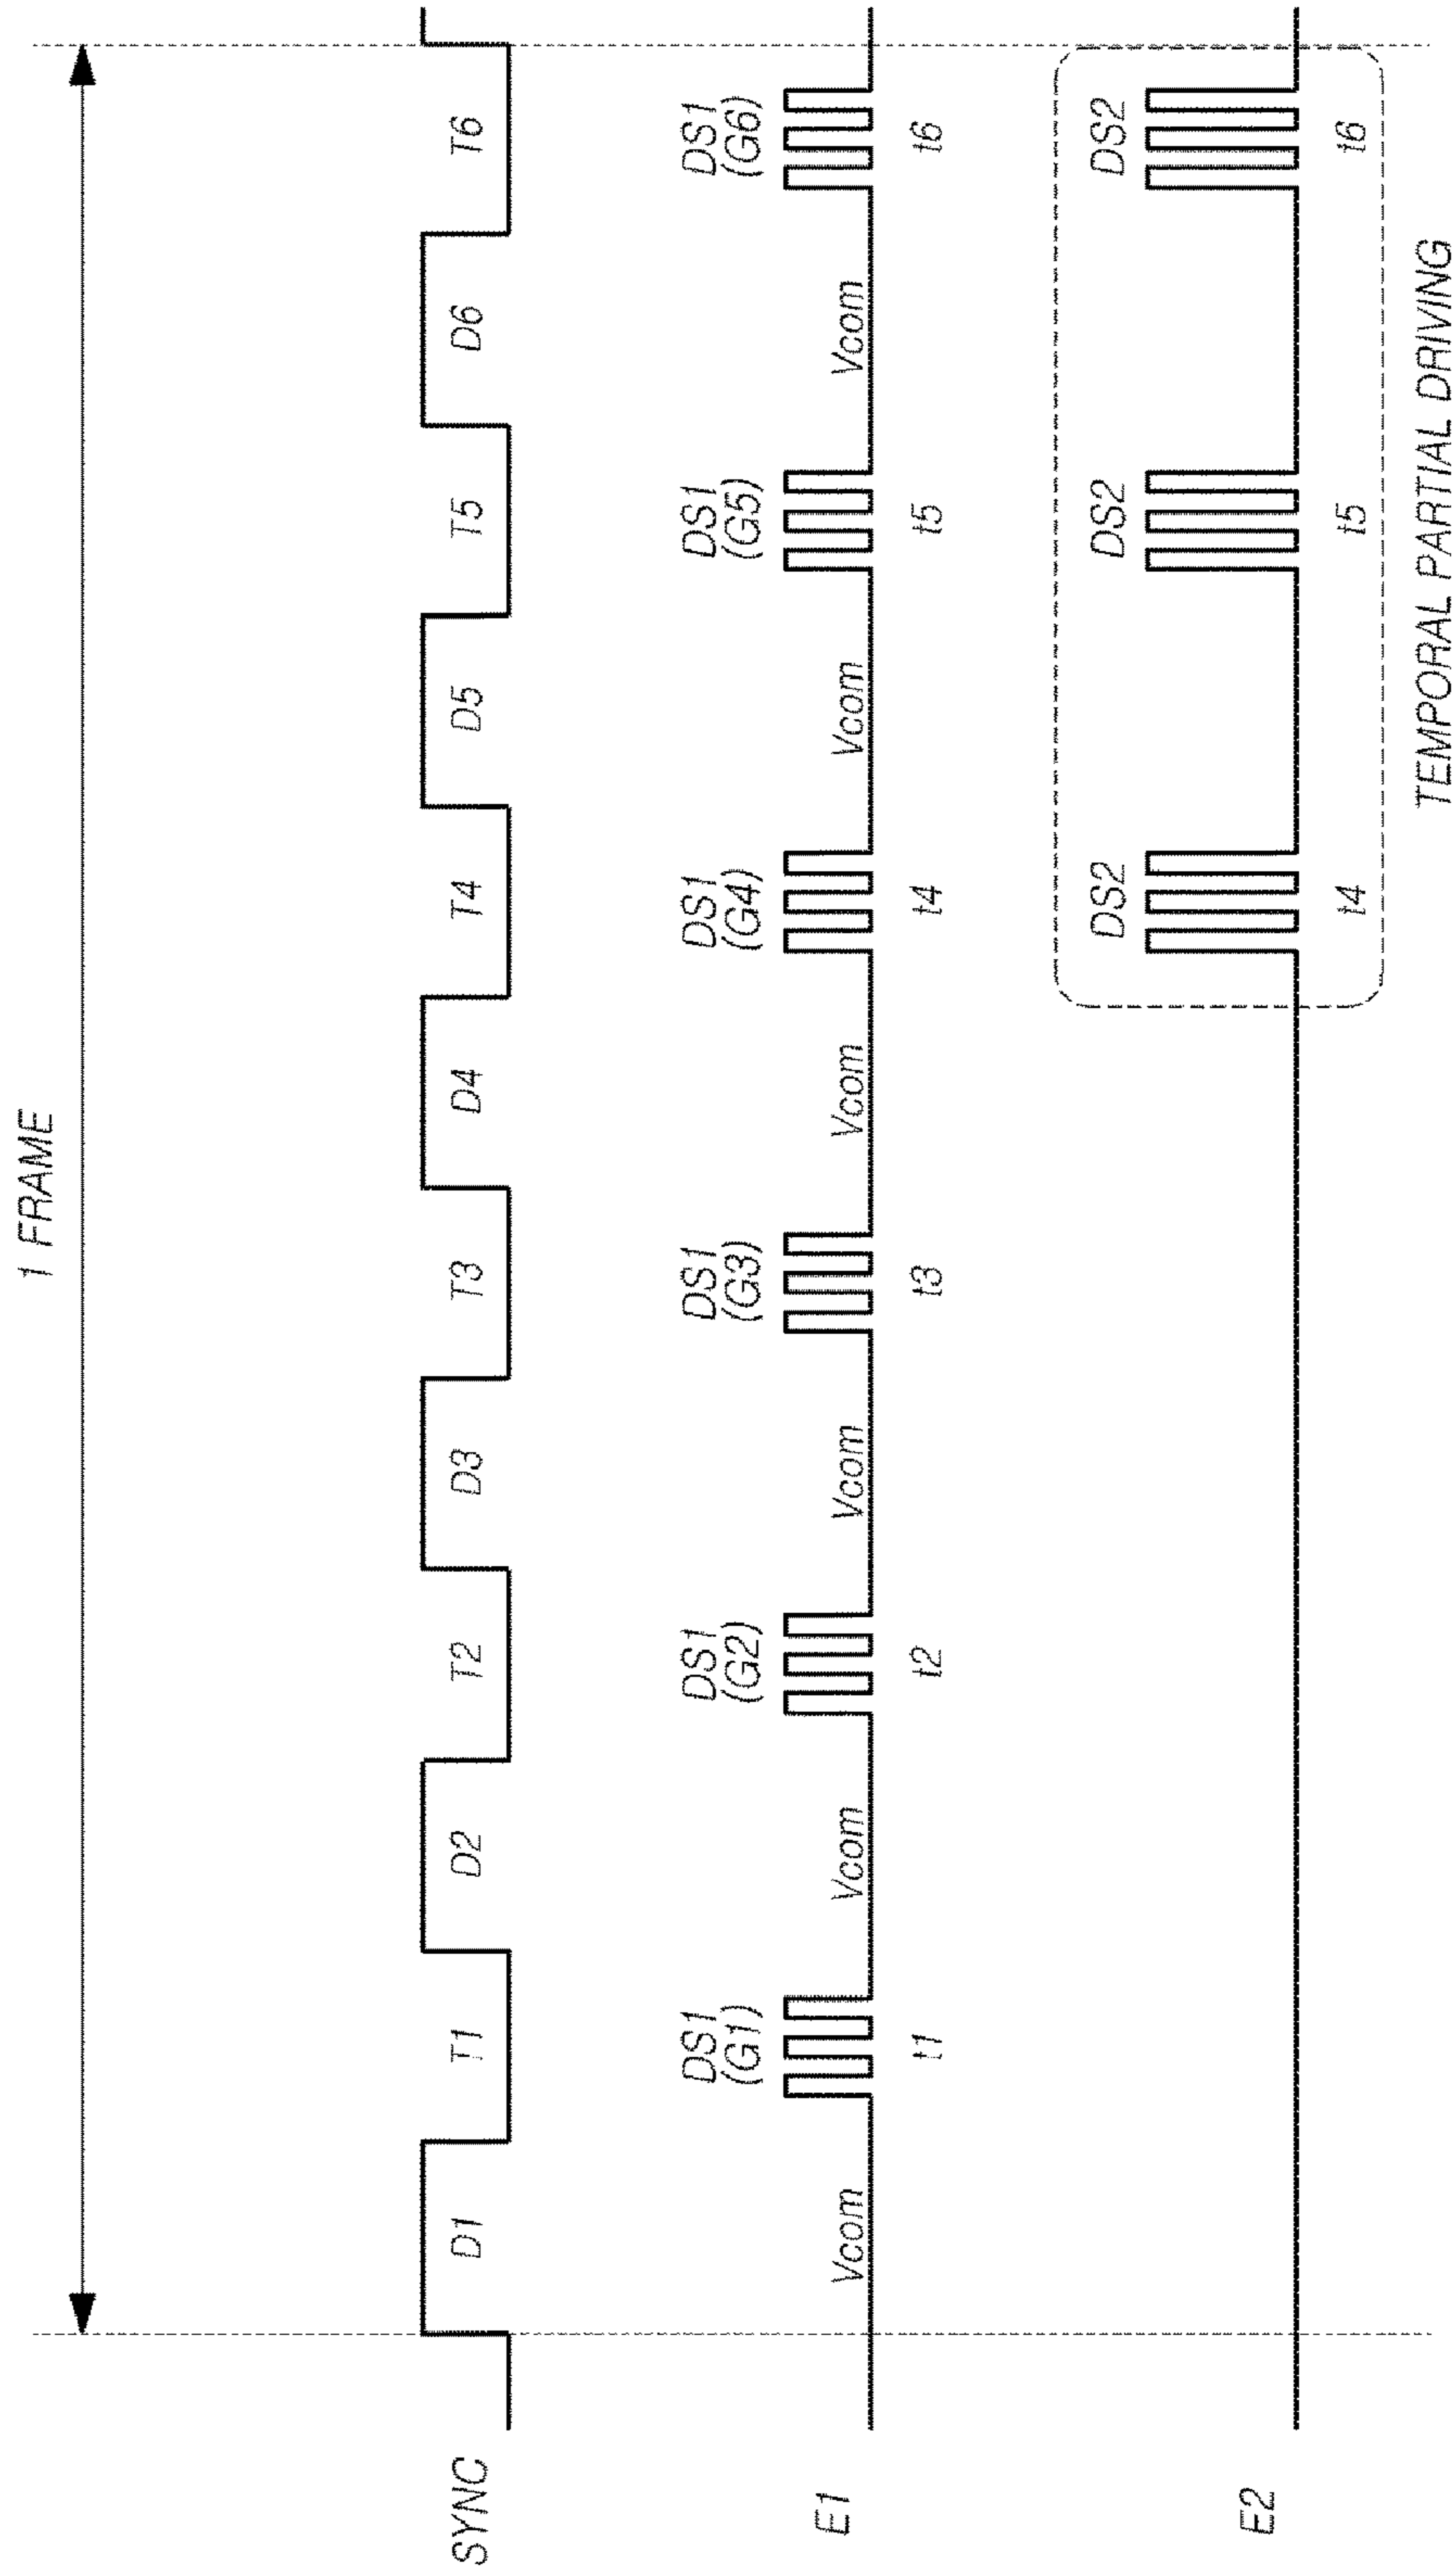 1 FRAME
SYNC D1 T1 D2 T2 D3 T3 D4 T4 D5 T5 D6 T6
DS1 DS1 DS1 DS1 DS1 DS1
(G1) (G2) (G3) (G4) (G5) (G6)
E1 Vcom Vcom Vcom Vcom Vcom Vcom
t1 t2 t3 t4 t5 t6
DS2 DS2 DS2
E2
t4 t5 t6
TEMPORAL PARTIAL DRIVING